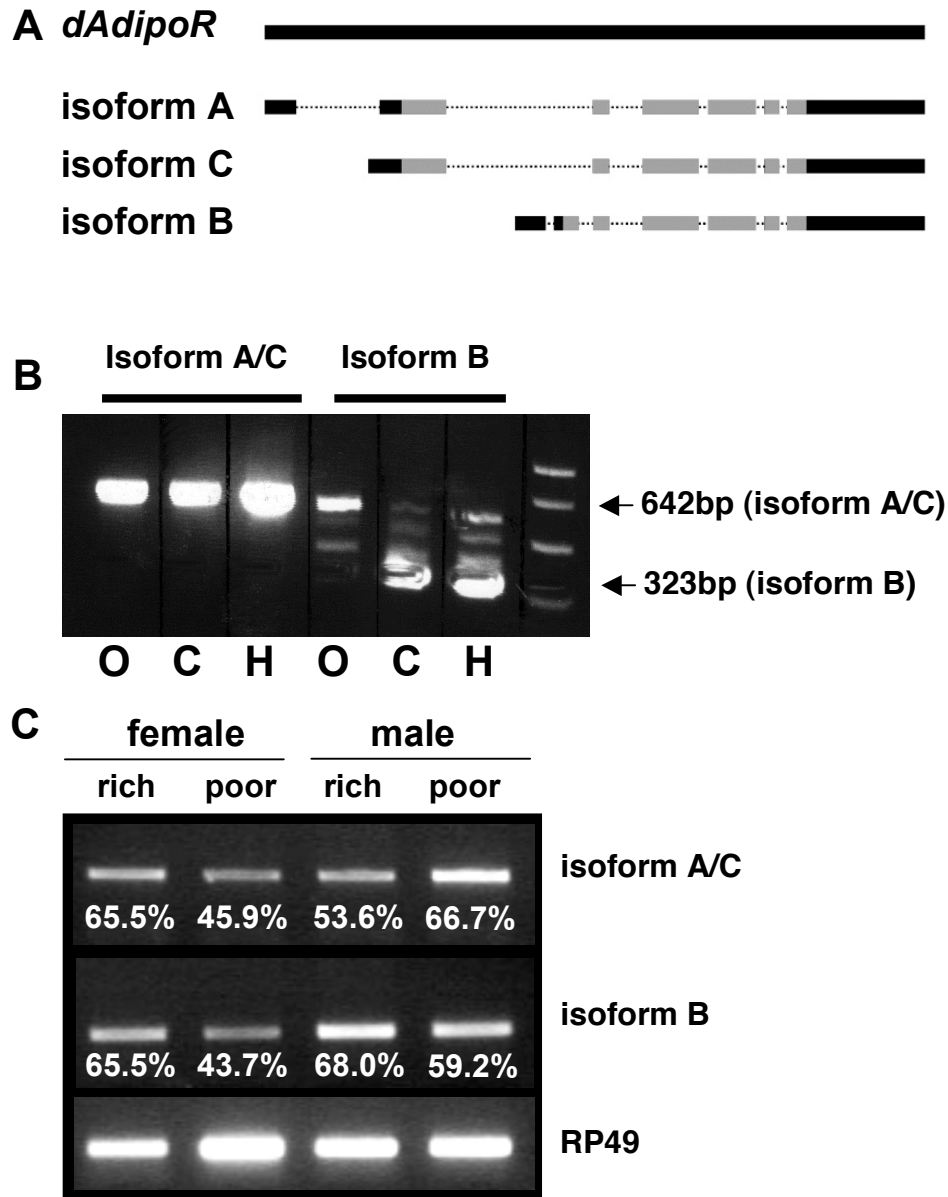 A dAdipoR
isoform A
isoform C
isoform B
B Isoform A/C Isoform B
642bp (isoform A/C)
323bp (isoform B)
O C H O C H
C female male
rich poor rich poor
isoform A/C
65.5% 45.9% 53.6% 66.7%
isoform B
65.5% 43.7% 68.0% 59.2%
RP49